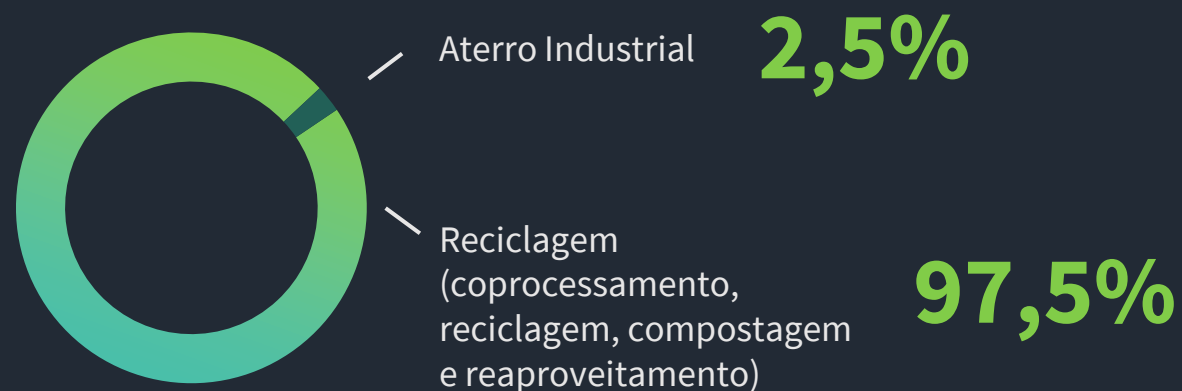 Aterro Industrial 2,5%
Reciclagem
(coprocessamento,
reciclagem, compostagem
e reaproveitamento)
97,5%